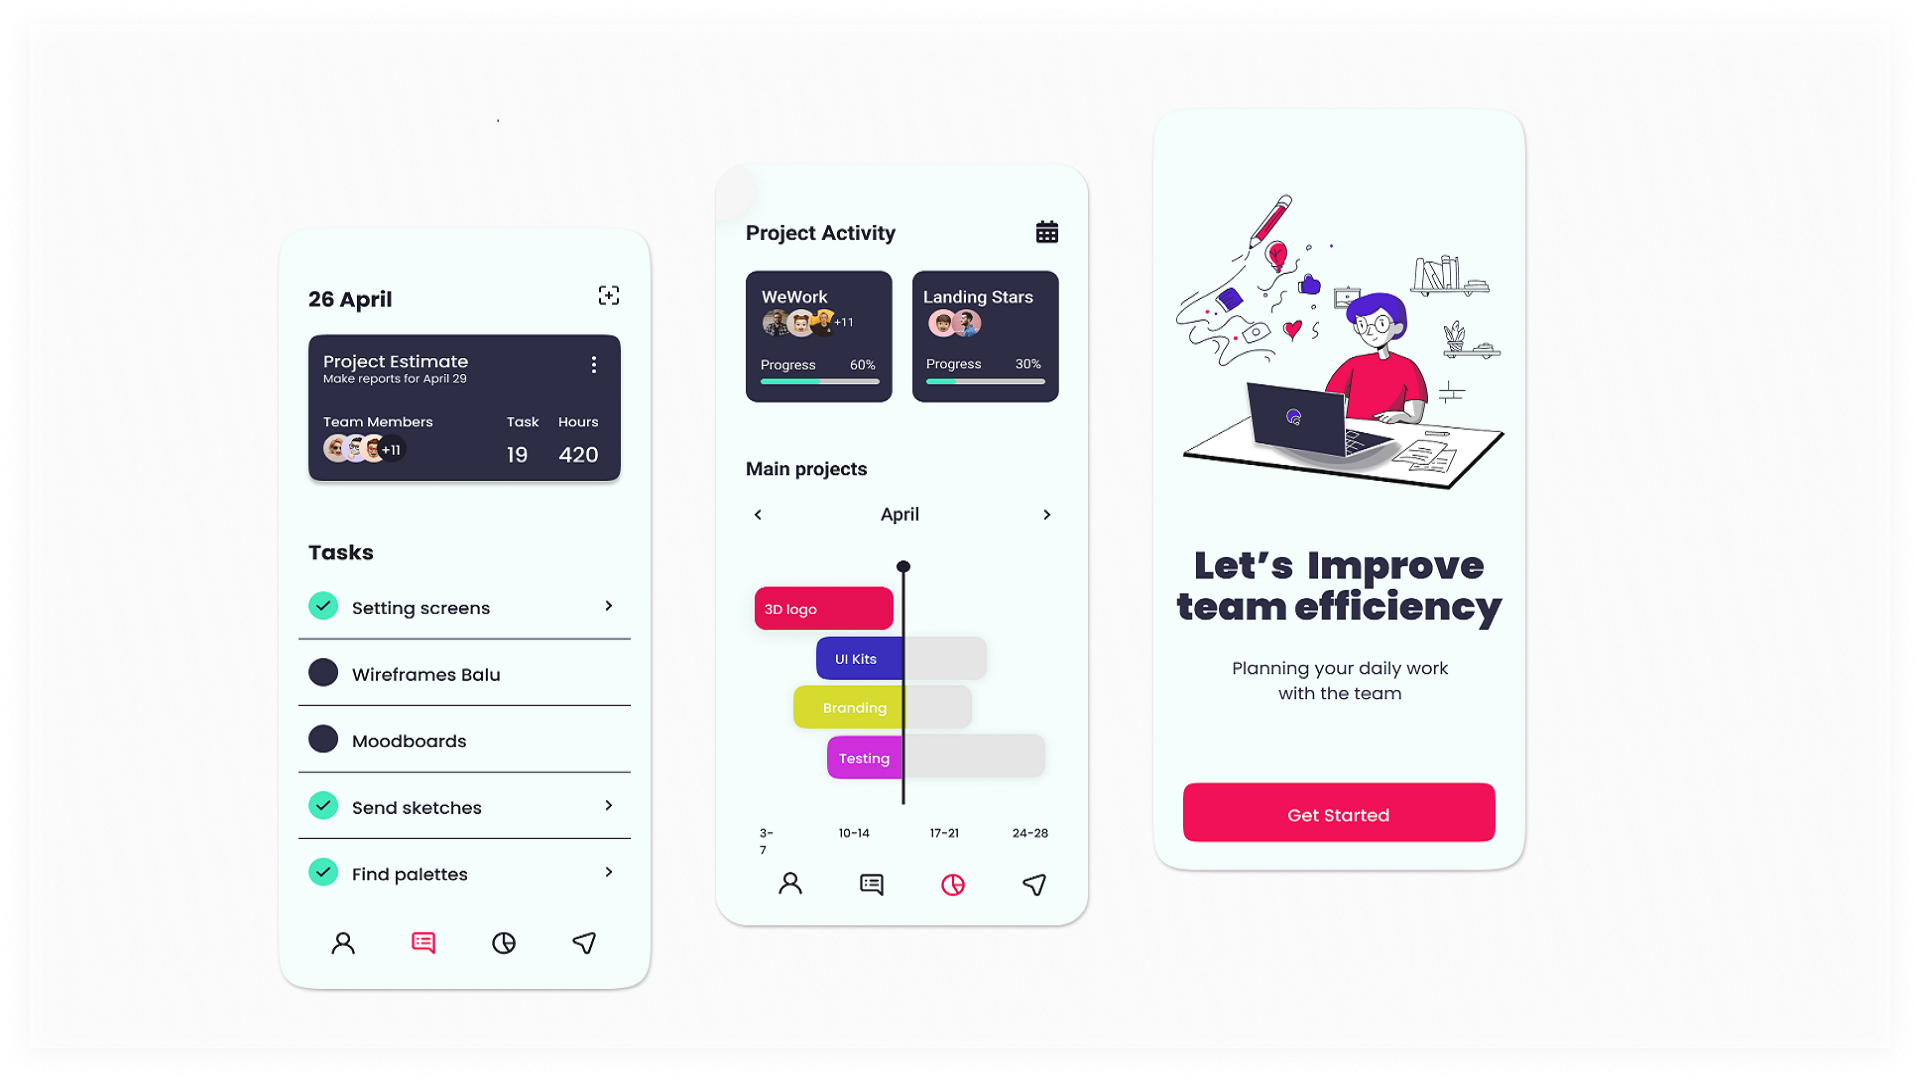 26 April
Project Estimate
Make reports for April 29
Team Members
Task
Hours
+11
19
420
Tasks
Setting screens
Wireframes Balu
Moodboards
Send sketches
Find palettes
Project Activity
WeWork
+11
Progress
60%
Landing Stars
Progress
30%
Main projects
April
3D logo
UI Kits
Branding
Testing
3-
7
10-14
17-21
24-28
Let’s Improve
team efficiency
Planning your daily work
with the team
Get Started